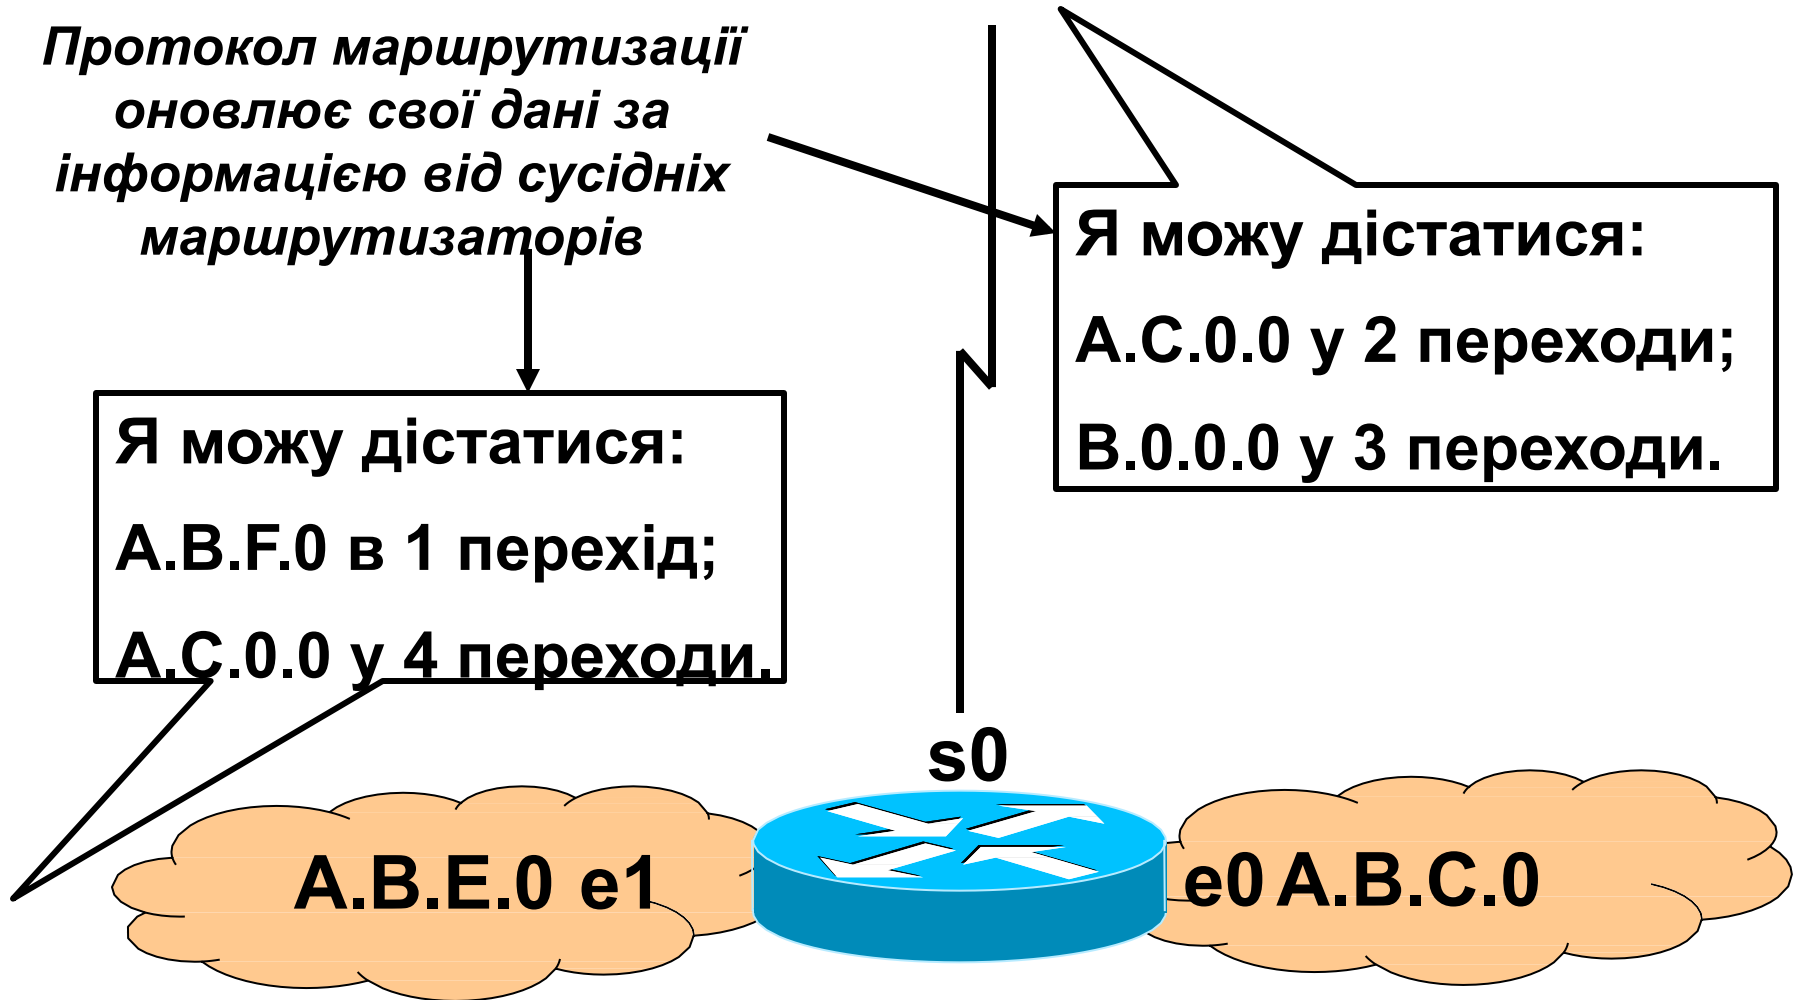 Протокол маршрутизації
оновлює свої дані за
інформацією від сусідніх
маршрутизаторів
Я можу дістатися:
A.C.0.0 у 2 переходи;
B.0.0.0 у 3 переходи.
Я можу дістатися:
A.B.F.0 в 1 перехід;
A.C.0.0 у 4 переходи.
s0
A.B.E.0 e1
e0 A.B.C.0